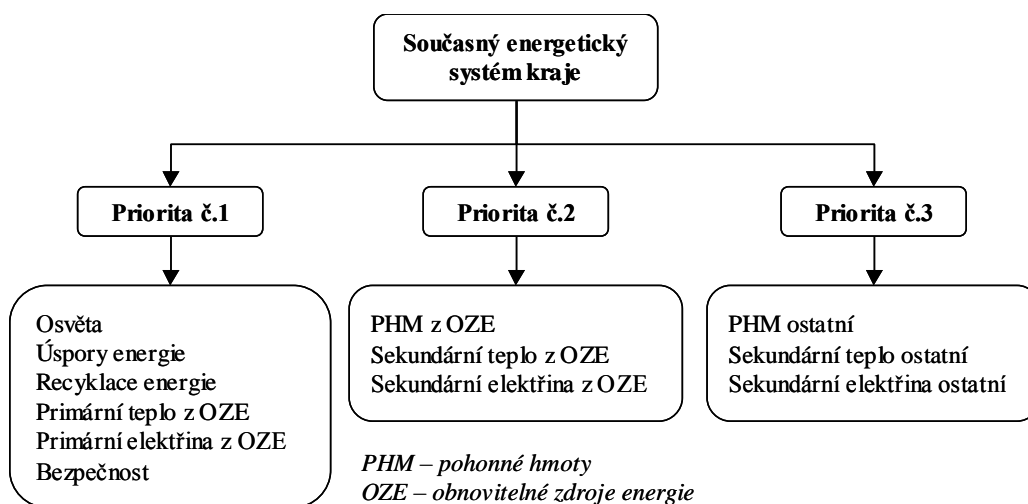 Současný energetický
systém kraje
Priorita č.1
Priorita č.2
Priorita č.3
Osvěta
Úspory energie
Recyklace energie
Primární teplo z OZE
Primární elektřina z OZE
Bezpečnost
PHM z OZE
Sekundární teplo z OZE
Sekundární elektřina z OZE
PHM ostatní
Sekundární teplo ostatní
Sekundární elektřina ostatní
PHM – pohonné hmoty
OZE – obnovitelné zdroje energie